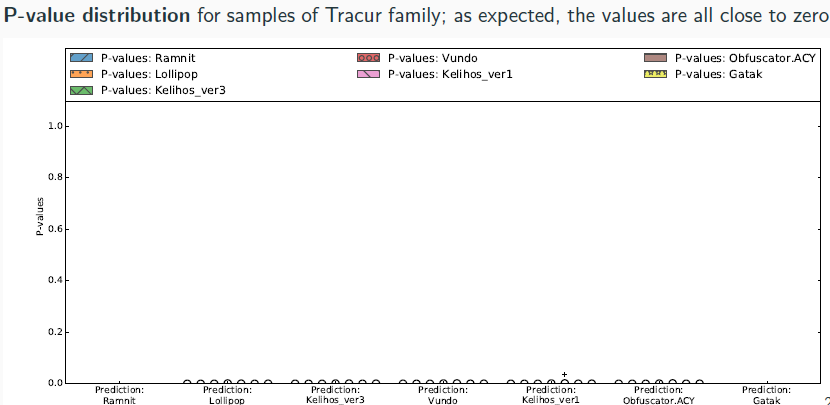 P-value distribution for samples of Tracur family; as expected, the values are all close to zero
P-values: Ramnit
P-values: Lollipop
P-values: Kelihos_ver3
P-values: Vundo
P-values: Kelihos_ver1
P-values: Obfuscator.ACY
P-values: Gatak
P-values
1.0
0.8
0.6
0.4
0.2
0.0
Prediction:
Ramnit
Prediction:
Lollipop
Prediction:
Kelihos_ver3
Prediction:
Vundo
Prediction:
Kelihos_ver1
Prediction:
Obfuscator.ACY
Prediction:
Gatak